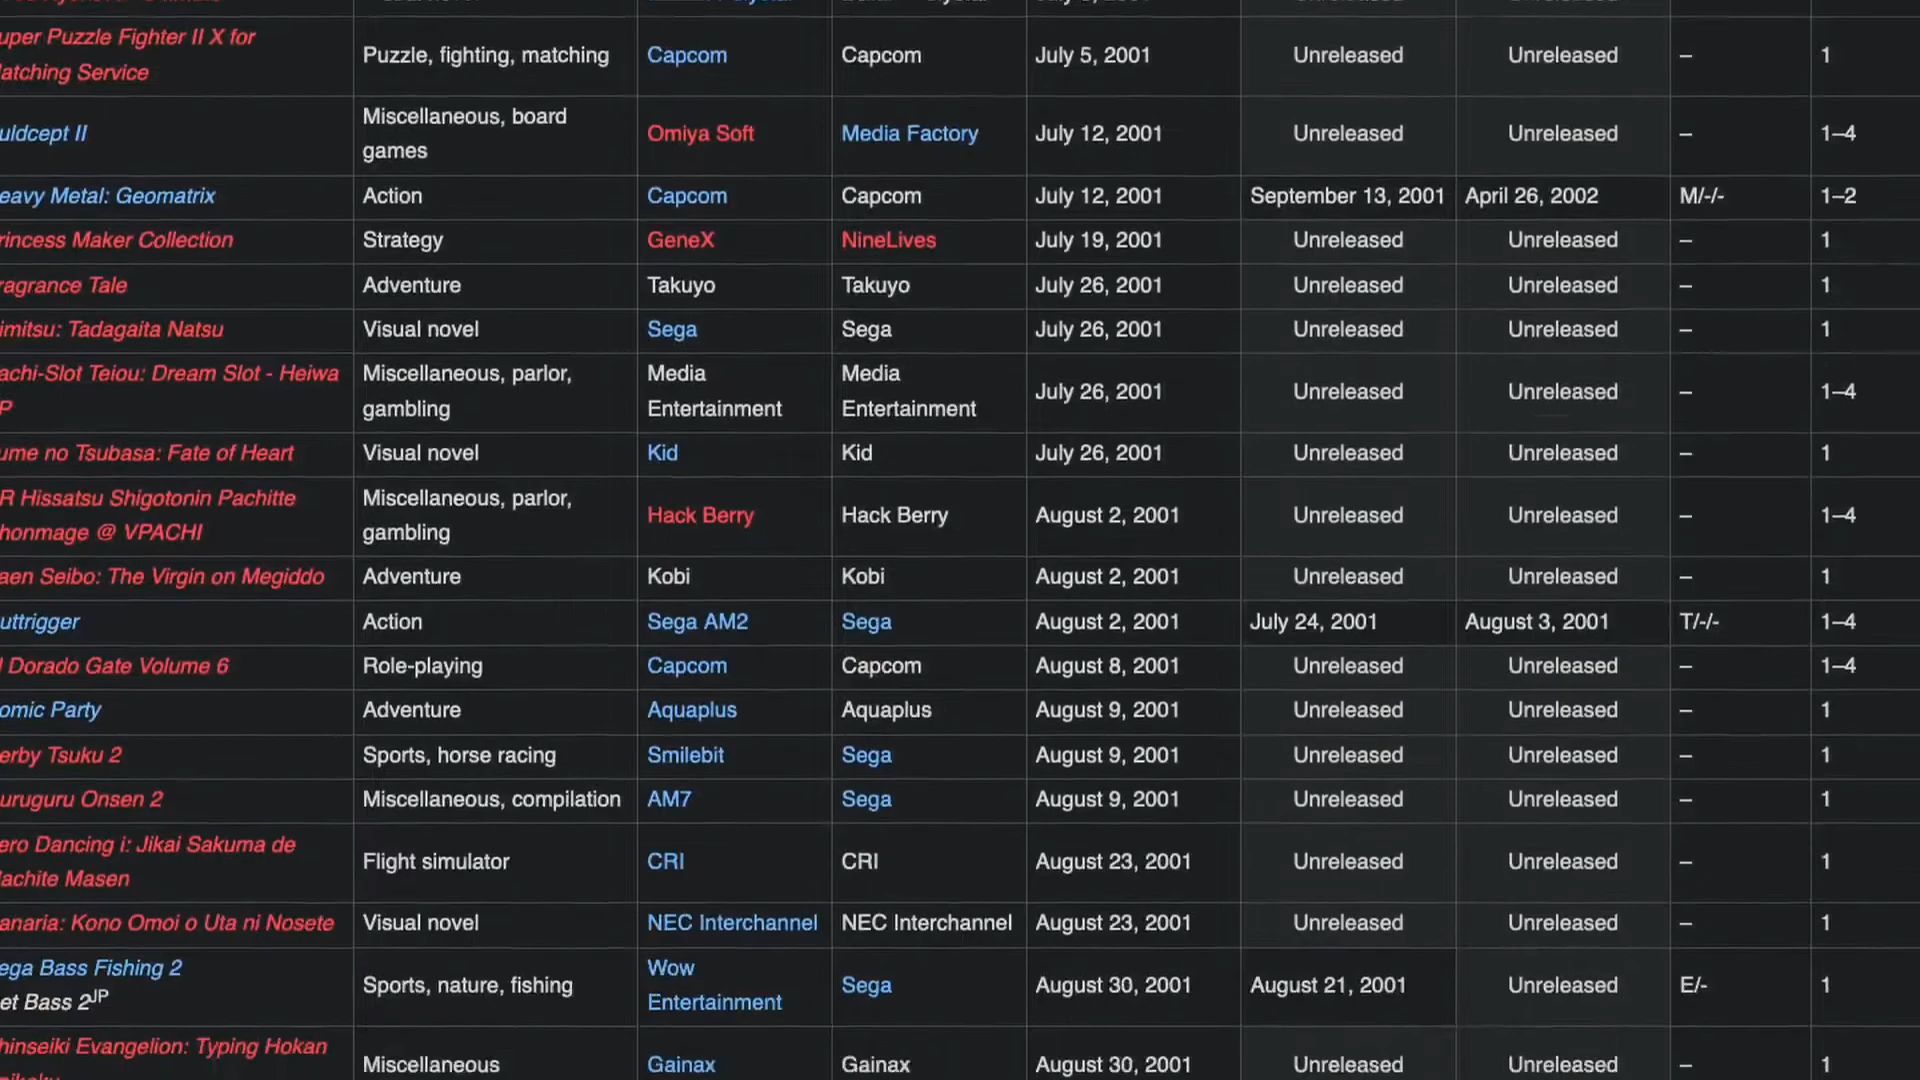 uper Puzzle Fighter II X for
atching Service
Puzzle, fighting, matching
Capcom
Capcom
July 5, 2001
Unreleased
Unreleased
–
1
uldcept II
Miscellaneous, board
games
Omiya Soft
Media Factory
July 12, 2001
Unreleased
Unreleased
–
1–4
eavy Metal: Geomatrix
Action
Capcom
Capcom
July 12, 2001
September 13, 2001
April 26, 2002
M/-/-
1–2
rincess Maker Collection
Strategy
GeneX
NineLives
July 19, 2001
Unreleased
Unreleased
–
1
ragrance Tale
Adventure
Takuyo
Takuyo
July 26, 2001
Unreleased
Unreleased
–
1
imitsu: Tadagaita Natsu
Visual novel
Sega
Sega
July 26, 2001
Unreleased
Unreleased
–
1
achi-Slot Teiou: Dream Slot - Heiwa
P
Miscellaneous, parlor,
gambling
Media
Entertainment
Media
Entertainment
July 26, 2001
Unreleased
Unreleased
–
1–4
ume no Tsubasa: Fate of Heart
Visual novel
Kid
Kid
July 26, 2001
Unreleased
Unreleased
–
1
R Hissatsu Shigotonin Pachitte
honmage @ VPACHI
Miscellaneous, parlor,
gambling
Hack Berry
Hack Berry
August 2, 2001
Unreleased
Unreleased
–
1–4
aen Seibo: The Virgin on Megiddo
Adventure
Kobi
Kobi
August 2, 2001
Unreleased
Unreleased
–
1
uttrigger
Action
Sega AM2
Sega
August 2, 2001
July 24, 2001
August 3, 2001
T/-/-
1–4
l Dorado Gate Volume 6
Role-playing
Capcom
Capcom
August 8, 2001
Unreleased
Unreleased
–
1–4
omic Party
Adventure
Aquaplus
Aquaplus
August 9, 2001
Unreleased
Unreleased
–
1
erby Tsuku 2
Sports, horse racing
Smilebit
Sega
August 9, 2001
Unreleased
Unreleased
–
1
uruguru Onsen 2
Miscellaneous, compilation
AM7
Sega
August 9, 2001
Unreleased
Unreleased
–
1
ero Dancing i: Jikai Sakuma de
achite Masen
Flight simulator
CRI
CRI
August 23, 2001
Unreleased
Unreleased
–
1
anaria: Kono Omoi o Uta ni Nosete
Visual novel
NEC Interchannel
NEC Interchannel
August 23, 2001
Unreleased
Unreleased
–
1
ega Bass Fishing 2
et Bass 2JP
Sports, nature, fishing
Wow
Entertainment
Sega
August 30, 2001
August 21, 2001
Unreleased
E/-
1
hinseiki Evangelion: Typing Hokan
Miscellaneous
Gainax
Gainax
August 30, 2001
Unreleased
Unreleased
–
1